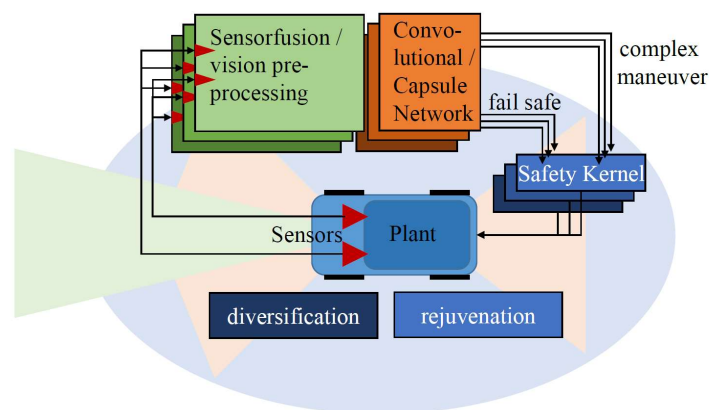 Sensorfusion /
vision pre-
processing
Convo-
lutional /
Capsule
Network
complex
maneuver
fail safe
Safety Kernel
Sensors
Plant
diversification
rejuvenation